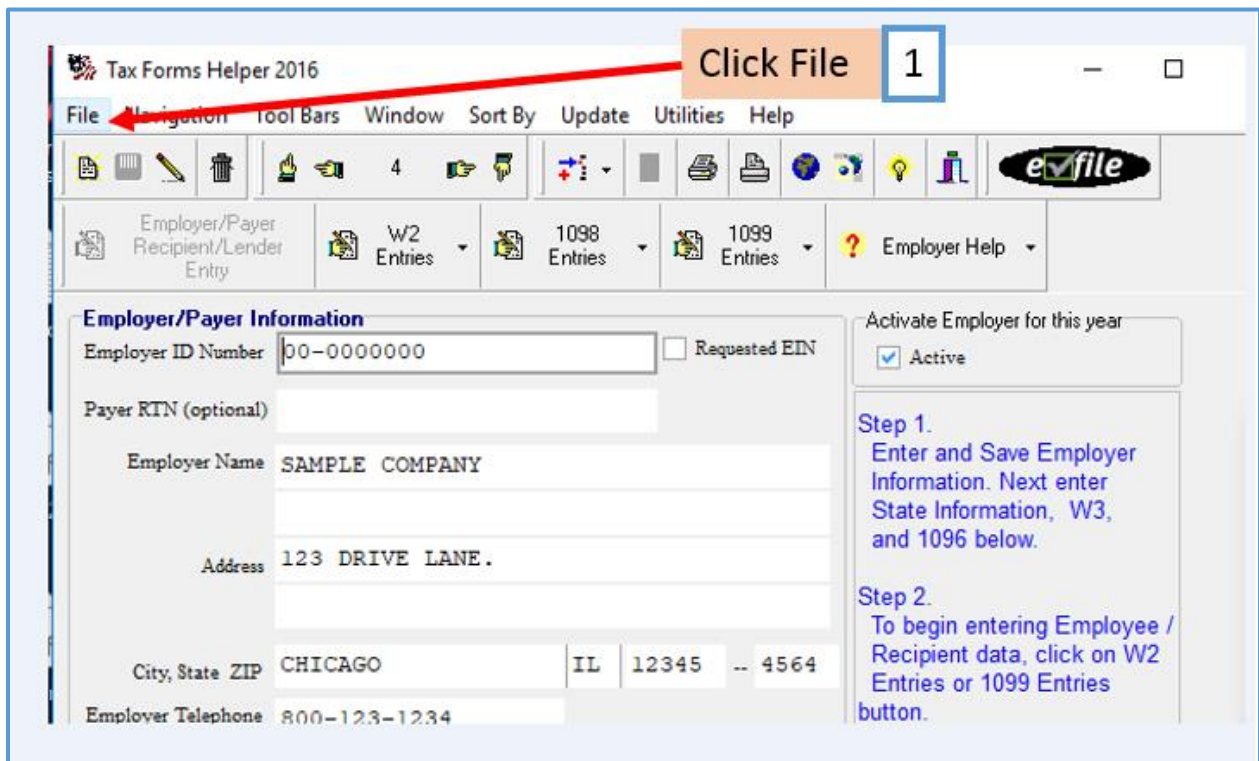 Click File 1
Tax Forms Helper 2016
File Navigation Tool Bars Window Sort By Update Utilities Help
4
e file
Employer/Payer
Recipient/Lender
Entry
W2
Entries
1098
Entries
1099
Entries
? Employer Help
Employer/Payer Information
Employer ID Number 00-0000000 Requested EIN
Payer RTN (optional)
Employer Name SAMPLE COMPANY
Address 123 DRIVE LANE.
City, State ZIP CHICAGO IL 12345 -- 4564
Employer Telephone 800-123-1234
Activate Employer for this year
Active
Step 1.
Enter and Save Employer
Information. Next enter
State Information, W3,
and 1096 below.
Step 2.
To begin entering Employee /
Recipient data, click on W2
Entries or 1099 Entries
button.